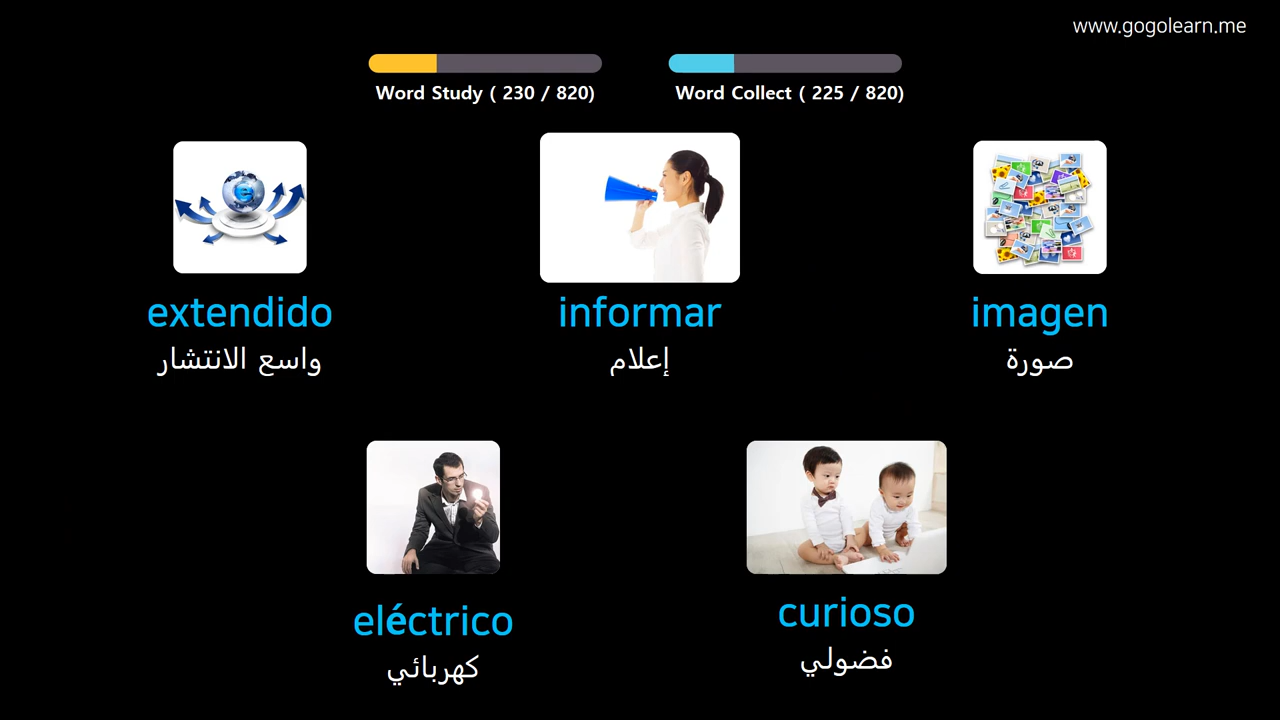 www.gogolearn.me
Word Study ( 230 / 820)
Word Collect ( 225 / 820)
extendido
واسع الانتشار
informar
إعلام
imagen
صورة
eléctrico
كهربائي
curioso
فضولي